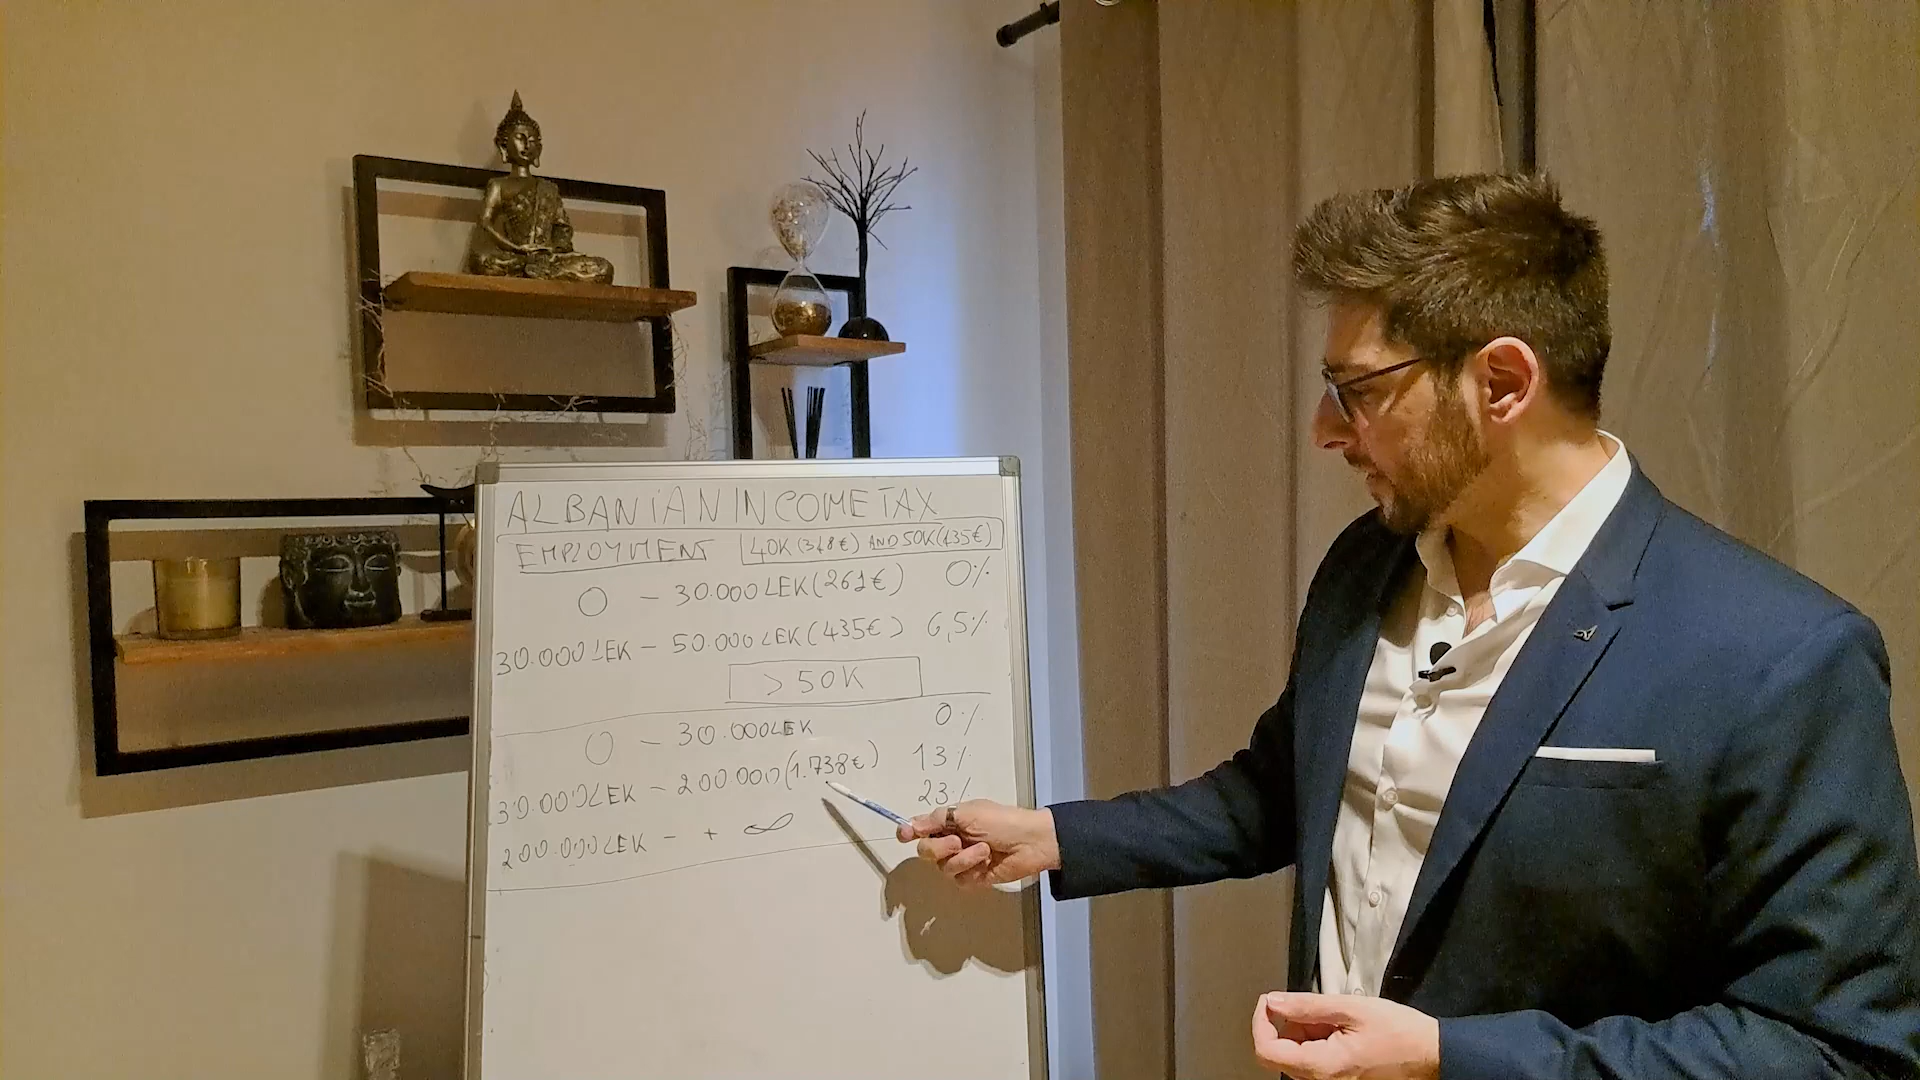 ALBANIAN INCOME TAX
EMPLOYMENT 40K (348€) AND 50K (435€)
0 - 30.000 LEK (261€) 0%
30.000 LEK - 50.000 LEK (435€) 6,5%
> 50K
0 - 30.000 LEK 0%
30.000 LEK - 200 000 (1.738€) 13%
200.000 LEK - + ∞ 23%